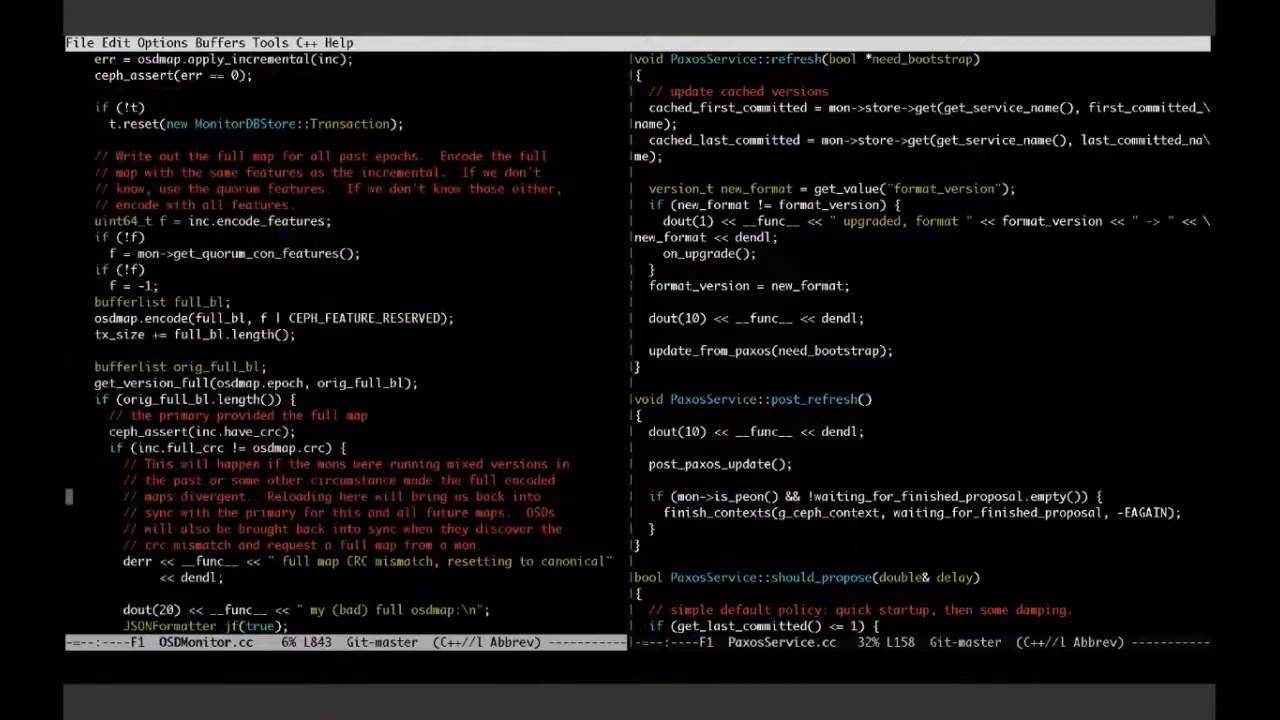 File Edit Options Buffers Tools C++ Help
err = osdmap.apply_incremental(inc);
ceph_assert(err == 0);
if (!t)
t.reset(new MonitorDBStore::Transaction);
// Write out the full map for all past epochs.  Encode the full
// map with the same features as the incremental.  If we don't
// know, use the quorum features.  If we don't know those either,
// encode with all features.
uint64_t f = inc.encode_features;
if (!f)
f = mon->get_quorum_con_features();
if (!f)
f = -1;
bufferlist full_bl;
osdmap.encode(full_bl, f | CEPH_FEATURE_RESERVED);
tx_size += full_bl.length();
bufferlist orig_full_bl;
get_version_full(osdmap.epoch, orig_full_bl);
if (orig_full_bl.length()) {
// the primary provided the full map
ceph_assert(inc.have_crc);
if (inc.full_crc != osdmap.crc) {
// This will happen if the mons were running mixed versions in
// the past or some other circumstance made the full encoded
// maps divergent.  Reloading here will bring us back into
// sync with the primary for this and all future maps.  OSDs
// will also be brought back into sync when they discover the
// crc mismatch and request a full map from a mon.
derr << __func__ << " full map CRC mismatch, resetting to canonical"
<< dendl;
dout(20) << __func__ << " my (bad) full osdmap:\n";
JSONFormatter jf(true);
-=--:----F1  OSDMonitor.cc    6% L843  Git-master  (C++//l Abbrev) ------------
void PaxosService::refresh(bool *need_bootstrap)
{
// update cached versions
cached_first_committed = mon->store->get(get_service_name(), first_committed_\
name);
cached_last_committed = mon->store->get(get_service_name(), last_committed_na\
me);
version_t new_format = get_value("format_version");
if (new_format != format_version) {
dout(1) << __func__ << " upgraded, format " << format_version << " -> " << \
new_format << dendl;
on_upgrade();
}
format_version = new_format;
dout(10) << __func__ << dendl;
update_from_paxos(need_bootstrap);
}
void PaxosService::post_refresh()
{
dout(10) << __func__ << dendl;
post_paxos_update();
if (mon->is_peon() && !waiting_for_finished_proposal.empty()) {
finish_contexts(g_ceph_context, waiting_for_finished_proposal, -EAGAIN);
}
}
bool PaxosService::should_propose(double& delay)
{
// simple default policy: quick startup, then some damping.
if (get_last_committed() <= 1) {
-=--:----F1  PaxosService.cc   32% L158  Git-master  (C++//l Abbrev) ------------